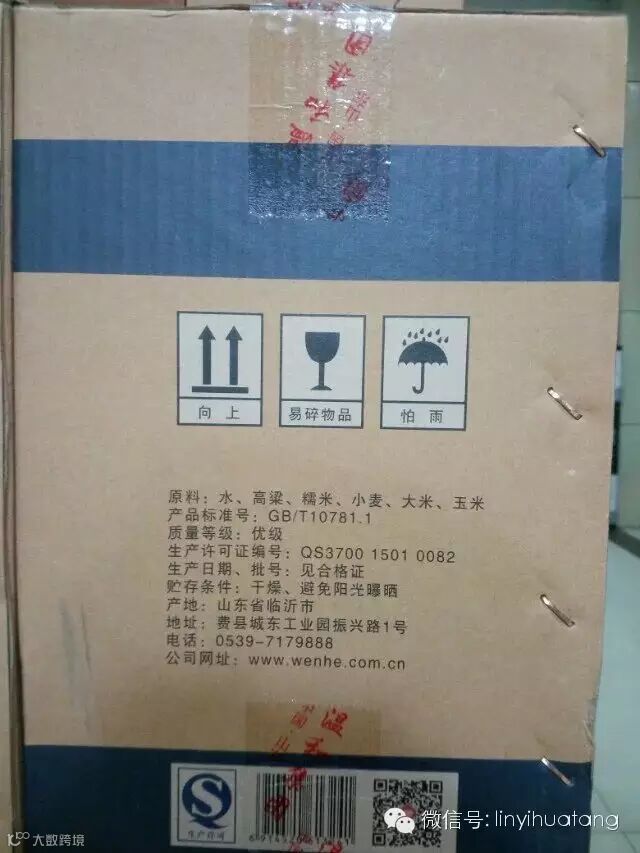 向上
易碎物品
怕雨
原料：水、高粱、糯米、小麦、大米、玉米
产品标准号：GB/T10781.1
质量等级：优级
生产许可证编号：QS3700 1501 0082
生产日期、批号：见合格证
贮存条件：干燥、避免阳光曝晒
产地：山东省临沂市
地址：费县城东工业园振兴路1号
电话：0539-7179888
公司网址：www.wenhe.com.cn
生产许可
微信号: linyihuatang
大数跨境